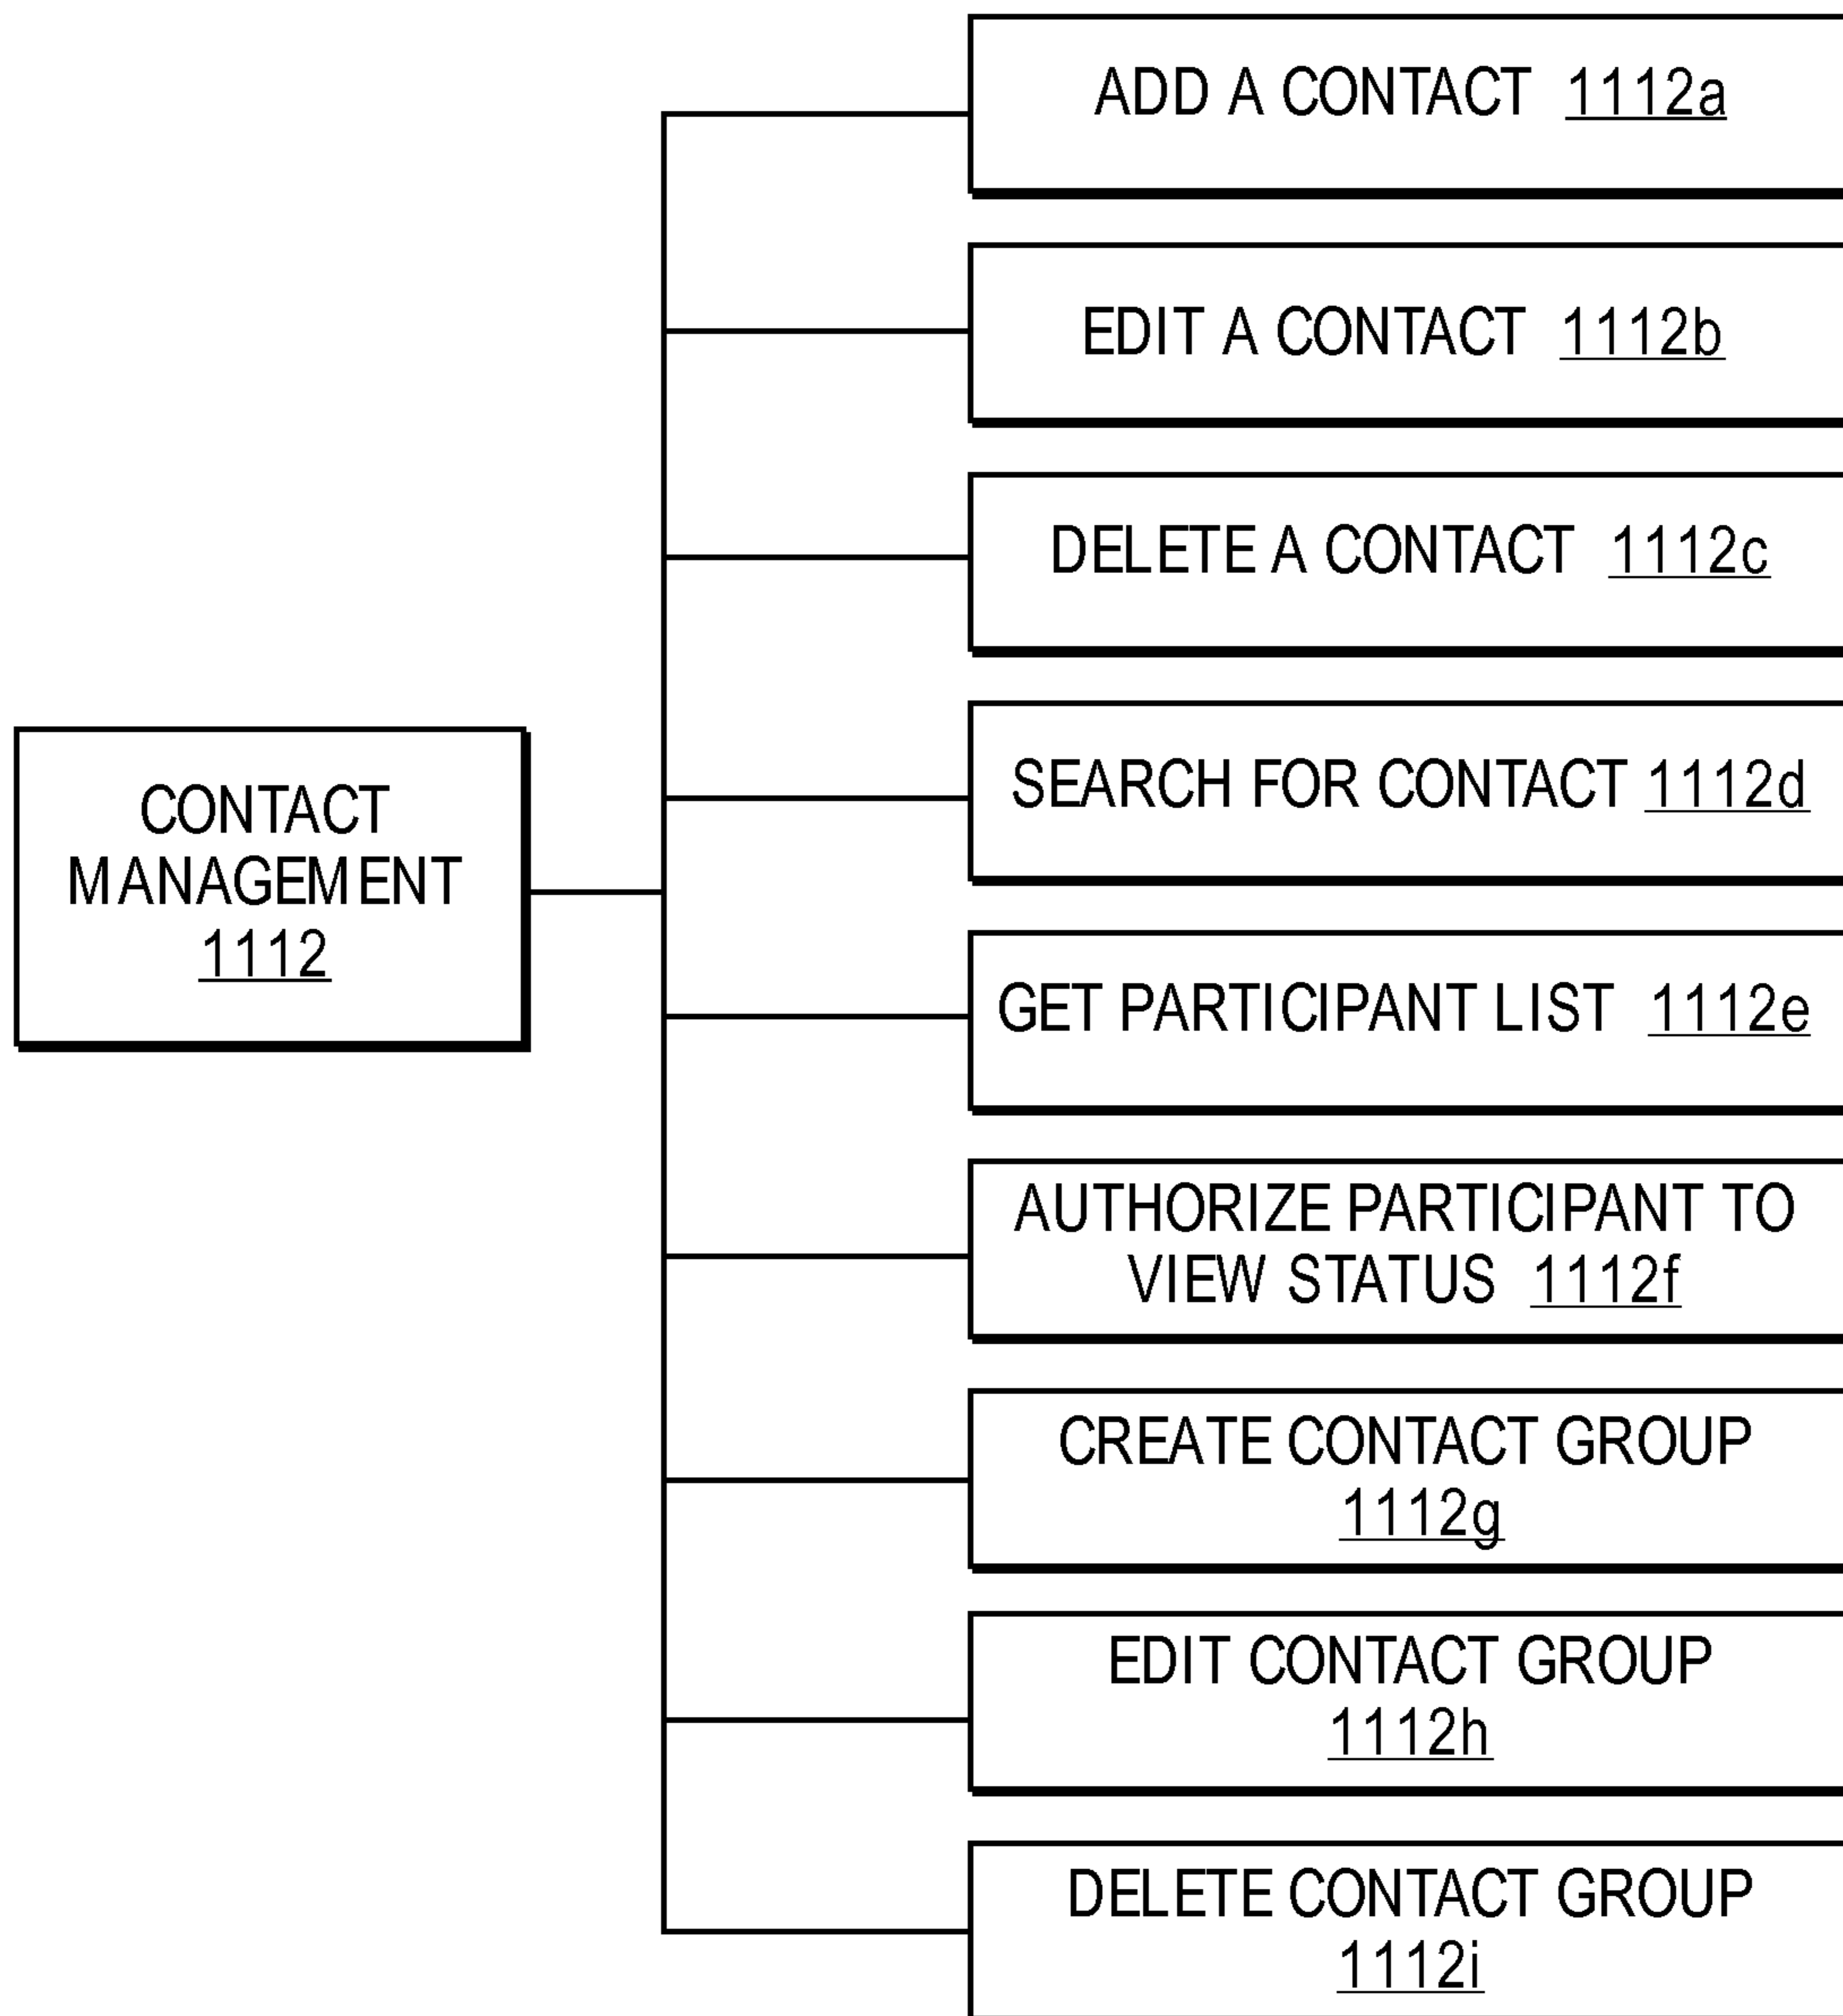 ADD A CONTACT 1112a
EDIT A CONTACT 1112b
DELETE A CONTACT 1112c
SEARCH FOR CONTACT 1112d
CONTACT
MANAGEMENT
1112
GET PARTICIPANT LIST 1112e
AUTHORIZE PARTICIPANT TO
VIEW STATUS 1112f
CREATE CONTACT GROUP
1112g
EDIT CONTACT GROUP
1112h
DELETE CONTACT GROUP
1112i